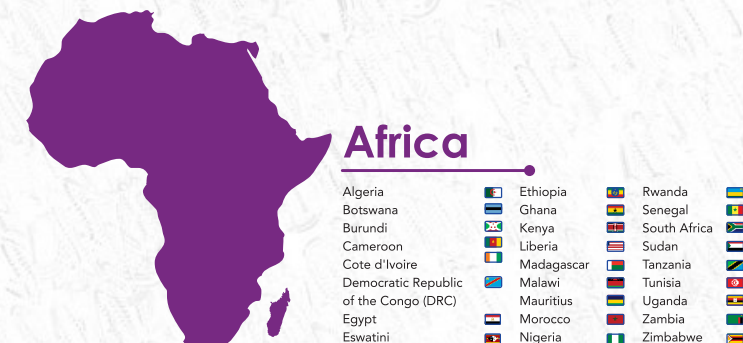 Africa
Algeria
Botswana
Burundi
Cameroon
Cote d'Ivoire
Democratic Republic
of the Congo (DRC)
Egypt
Eswatini
Ethiopia
Ghana
Kenya
Liberia
Madagascar
Malawi
Mauritius
Morocco
Nigeria
Rwanda
Senegal
South Africa
Sudan
Tanzania
Tunisia
Uganda
Zambia
Zimbabwe